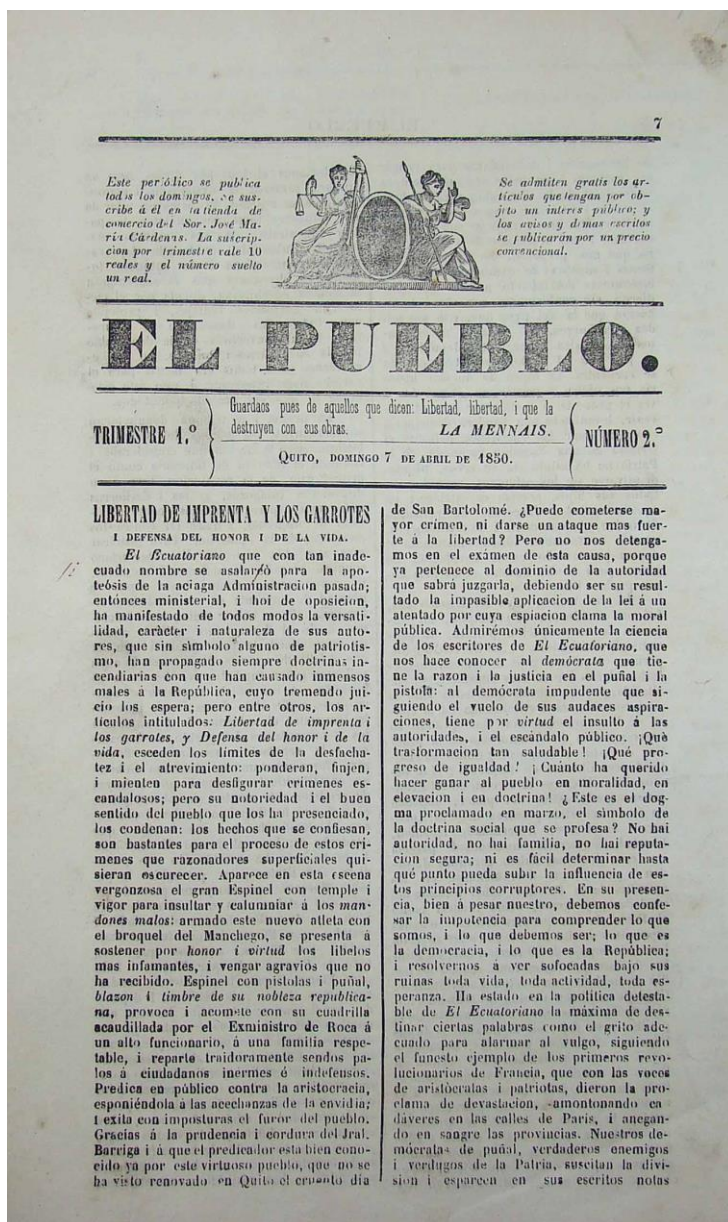 7
Este periódico se publica
todos los domingos. Se sus-
cribe á él en la tienda de
comercio del Sor. José Ma-
ria Cárdenas. La suscrip-
cion por trimestre vale 10
reales y el número suelto
un real.
Se admtiten gratis los ar-
tículos que tengan por ob-
jeto un interes público; y
los avisos y demas escritos
se publicarán por un precio
convencional.
EL PUEBLO.
TRIMESTRE 1.º
Guardaos pues de aquellos que dicen: Libertad, libertad, i que la
destruyen con sus obras. LA MENNAIS.
QUITO, DOMINGO 7 DE ABRIL DE 1850.
NÚMERO 2.º
LIBERTAD DE IMPRENTA Y LOS GARROTES
I DEFENSA DEL HONOR I DE LA VIDA.
El Ecuatoriano que con tan inade-
cuado nombre se asalarió para la apo-
teósis de la aciaga Administracion pasada;
entónces ministerial, i hoi de oposicion,
ha manifestado de todos modos la versati-
lidad, carácter i naturaleza de sus auto-
res, que sin símbolo alguno de patriotis-
mo, han propagado siempre doctrinas in-
cendiarias con que han causado inmensos
males á la República, cuyo tremendo jui-
cio los espera; pero entre otros, los ar-
tículos intitulados: Libertad de imprenta i
los garrotes, y Defensa del honor i de la
vida, esceden los límites de la desfacha-
tez i el atrevimiento: ponderan, finjen,
i mienten para desfigurar crímenes es-
candalosos; pero su notoriedad i el buen
sentido del pueblo que los ha presenciado,
los condenan: los hechos que se confiesan,
son bastantes para el proceso de estos crí-
menes que razonadores superficiales qui-
sieran oscurecer. Aparece en esta escena
vergonzosa el gran Espinel con temple i
vigor para insultar y calumniar á los man-
dones malos: armado este nuevo atleta con
el broquel del Manchego, se presenta á
sostener por honor i virtud los libelos
mas infamantes, i vengar agravios que no
ha recibido. Espinel con pistolas i puñal,
blazon i timbre de su nobleza republica-
na, provoca i acomete con su cuadrilla
acaudillada por el Exministro de Roca á
un alto funcionario, á una familia respe-
table, i reparte traidoramente sendos pa-
los á ciudadanos inermes é indefensos.
Predica en público contra la aristocracia,
esponiéndola á las acechanzas de la envidia;
i exita con imposturas el furor del pueblo.
Gracias á la prudencia i cordura del Jral.
Barriga i á que el predicador esta bien cono-
cido ya por este virtuoso pueblo, que no se
ha visto renovado en Quito el cruento dia
de San Bartolomé. ¿Puede cometerse ma-
yor crímen, ni darse un ataque mas fuer-
te á la libertad? Pero no nos detenga-
mos en el exámen de esta causa, porque
ya pertenece al dominio de la autoridad
que sabrá juzgarla, debiendo ser su resul-
tado la impasible aplicacion de la lei á un
atentado por cuya espiacion clama la moral
pública. Admirémos únicamente la ciencia
de los escritores de El Ecuatoriano, que
nos hace conocer al demócrata que tie-
ne la razon i la justicia en el puñal i la
pistola: al demócrata impudente que si-
guiendo el vuelo de sus audaces aspira-
ciones, tiene por virtud el insulto á las
autoridades, i el escándalo público. ¡Què
trasformacion tan saludable! ¡Qué pro-
greso de igualdad! ¡Cuánto ha querido
hacer ganar al pueblo en moralidad, en
elevacion i en doctrina! ¿Este es el dog-
ma proclamado en marzo, el símbolo de
la doctrina social que se profesa? No hai
autoridad, no hai familia, no hai reputa-
cion segura; ni es fácil determinar hasta
qué punto pueda subir la influencia de es-
tos principios corruptores. En su presen-
cia, bien á pesar nuestro, debemos confe-
sar la impotencia para comprender lo que
somos, i lo que debemos ser; lo que es
la democracia, i lo que es la República;
i resolvernos á ver sofocadas bajo sus
ruinas toda vida, toda actividad, toda es-
peranza. Ha estado en la política detesta-
ble de El Ecuatoriano la máxima de des-
tinar ciertas palabras como el grito ade-
cuado para alarmar al vulgo, siguiendo
el funesto ejemplo de los primeros revo-
lucionarios de Francia, que con las voces
de aristócratas i patriotas, dieron la pro-
clama de devastacion, amontonando ca
dáveres en las calles de Paris, i anegan-
do en sangre las provincias. Nuestros de-
mócratas de puñal, verdaderos enemigos
i verdugos de la Patria, suscitan la divi-
sion i esparcen en sus escritos notas